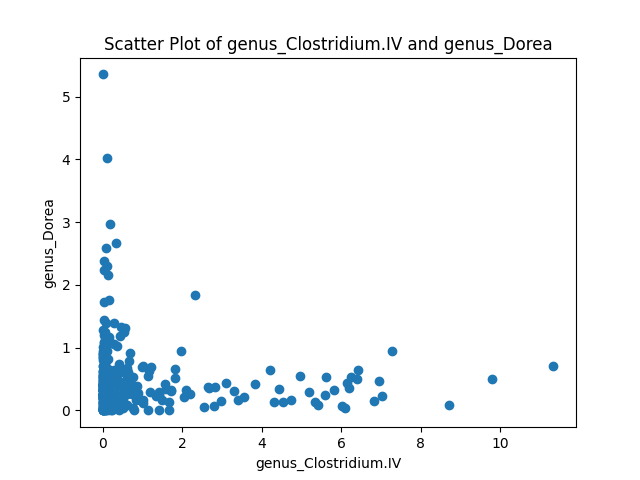 Scatter Plot of genus_Clostridium.IV and genus_Dorea
5
4
3
2
1
0
genus_Dorea
0 2 4 6 8 10
genus_Clostridium.IV